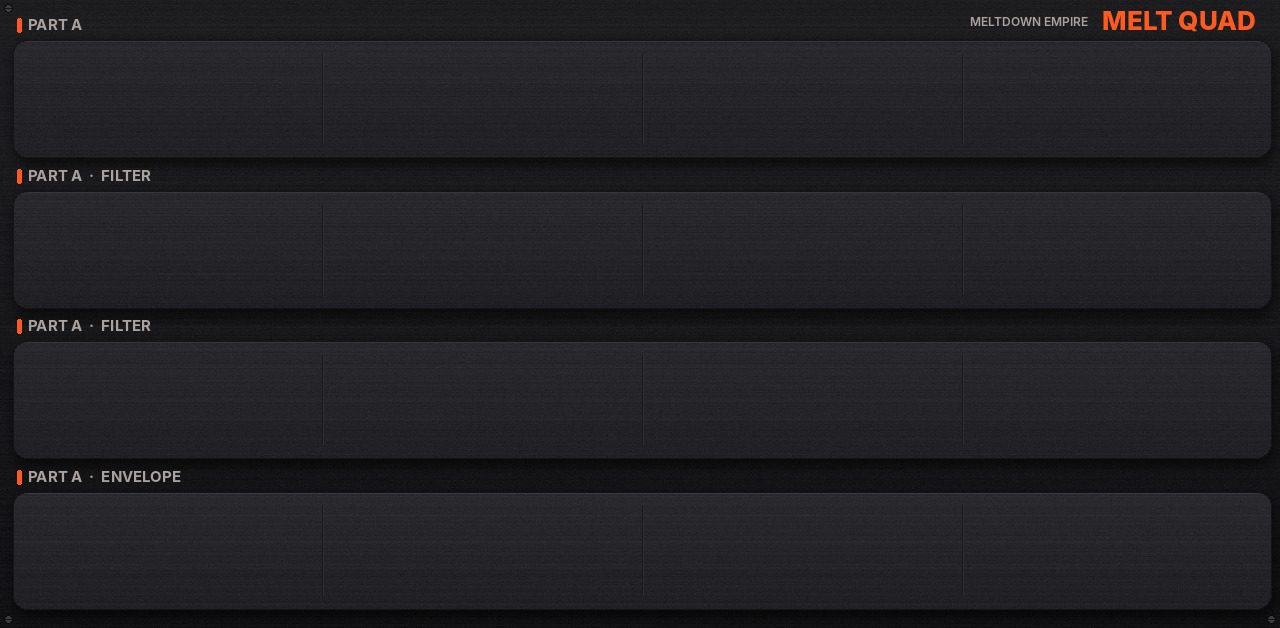 PART A
MELTDOWN EMPIRE MELT QUAD
PART A · FILTER
PART A · FILTER
PART A · ENVELOPE